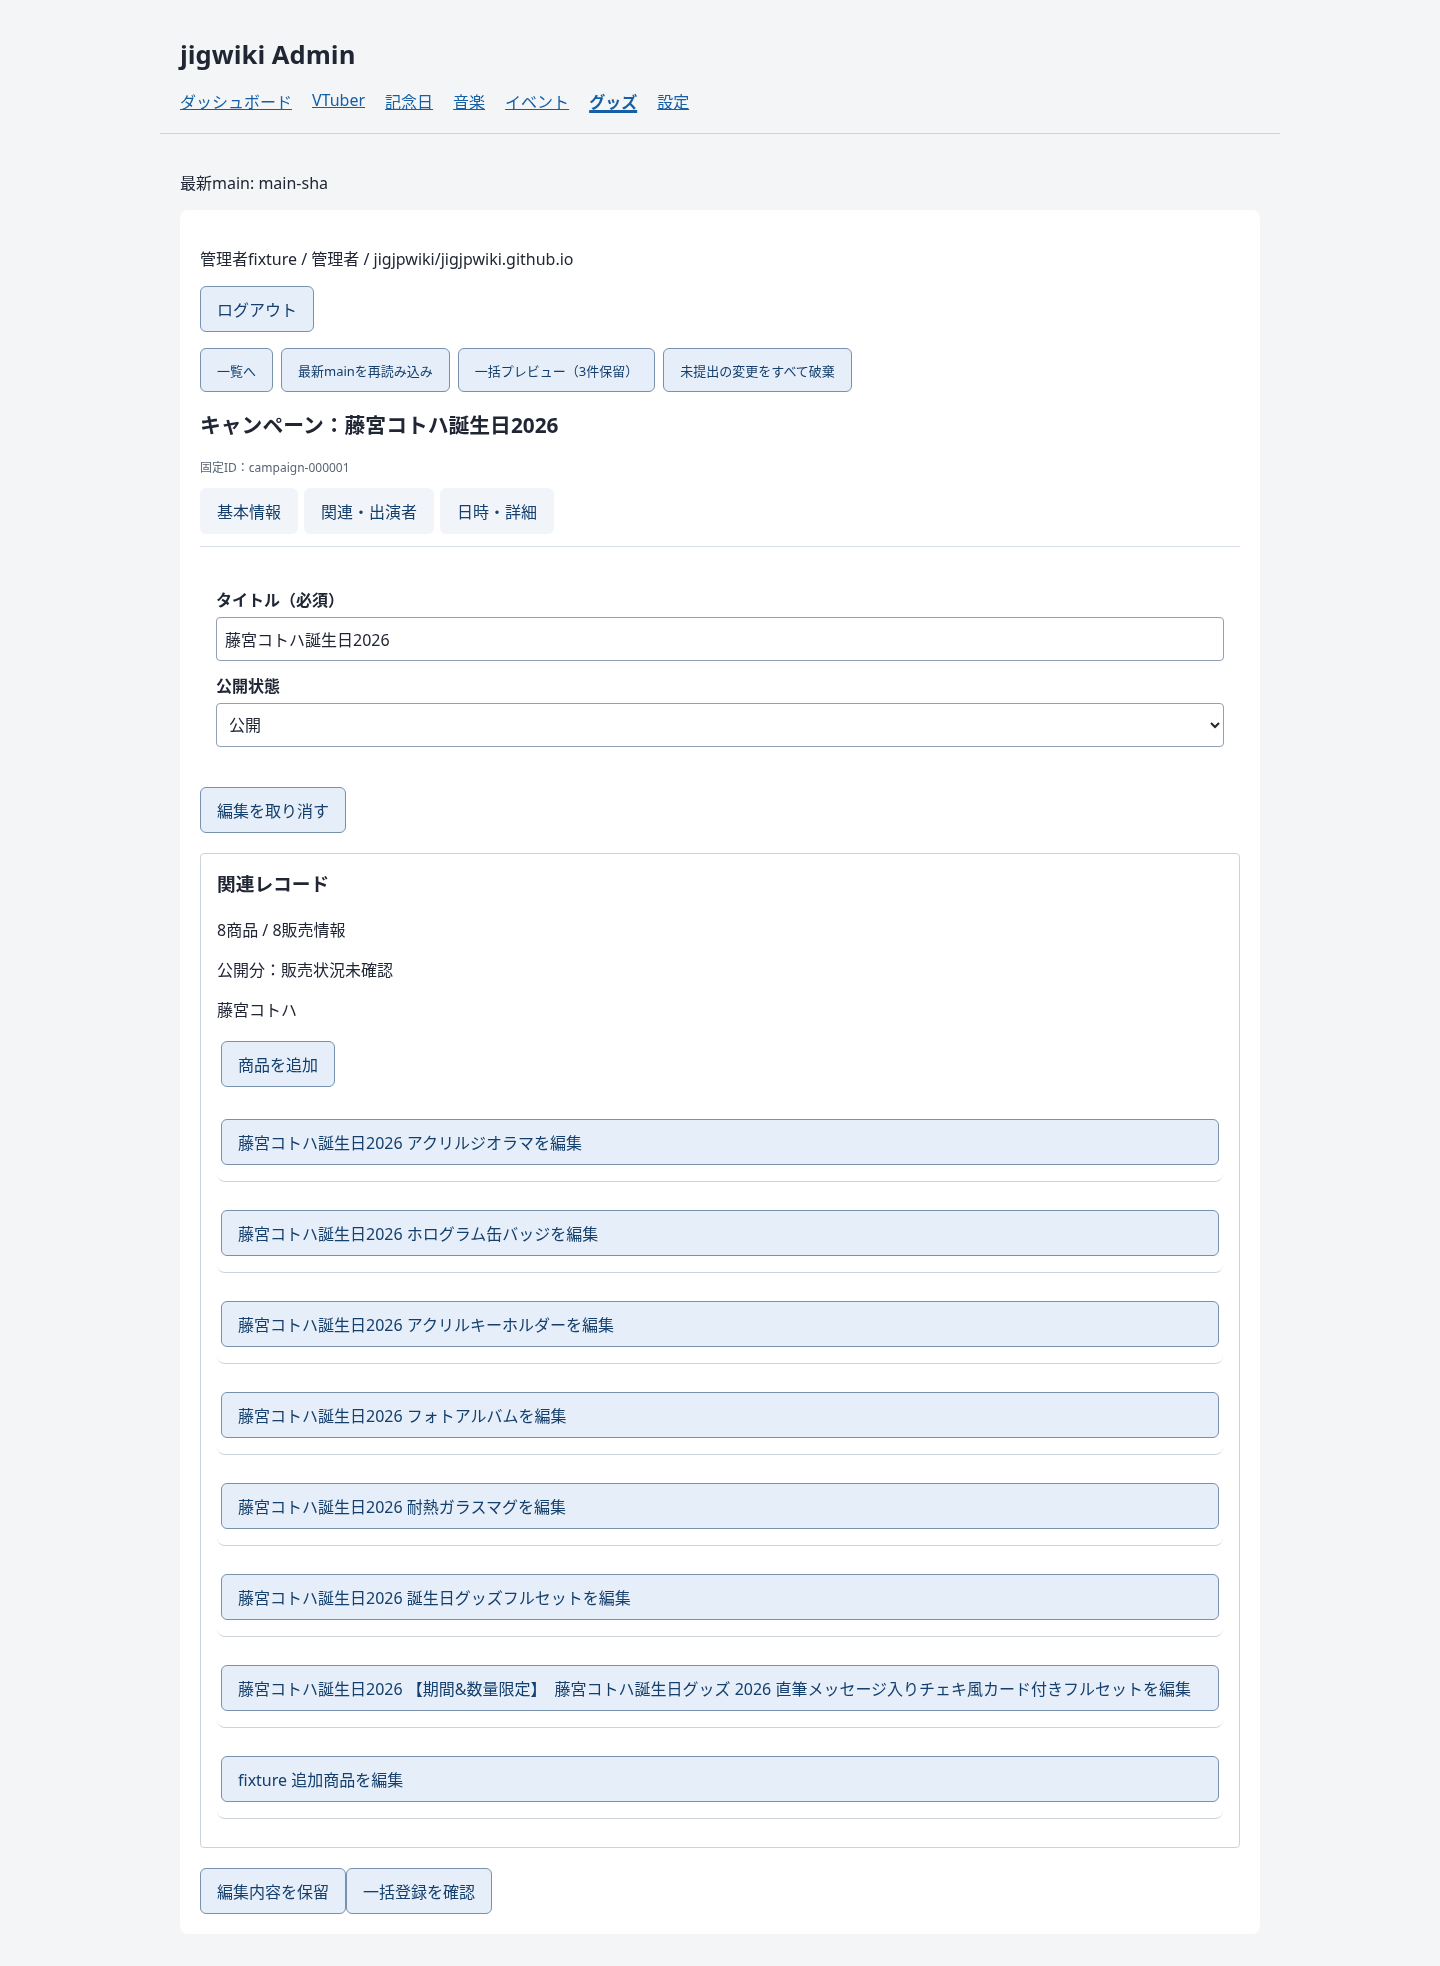 jigwiki Admin
ダッシュボード VTuber 記念日 音楽 イベント グッズ 設定
最新main: main-sha
管理者fixture / 管理者 / jigjpwiki/jigjpwiki.github.io
ログアウト
一覧へ 最新mainを再読み込み 一括プレビュー（3件保留） 未提出の変更をすべて破棄
キャンペーン：藤宮コトハ誕生日2026
固定ID：campaign-000001
基本情報 関連・出演者 日時・詳細
タイトル（必須）
藤宮コトハ誕生日2026
公開状態
公開
編集を取り消す
関連レコード
8商品 / 8販売情報
公開分：販売状況未確認
藤宮コトハ
商品を追加
藤宮コトハ誕生日2026 アクリルジオラマを編集
藤宮コトハ誕生日2026 ホログラム缶バッジを編集
藤宮コトハ誕生日2026 アクリルキーホルダーを編集
藤宮コトハ誕生日2026 フォトアルバムを編集
藤宮コトハ誕生日2026 耐熱ガラスマグを編集
藤宮コトハ誕生日2026 誕生日グッズフルセットを編集
藤宮コトハ誕生日2026 【期間&数量限定】 藤宮コトハ誕生日グッズ 2026 直筆メッセージ入りチェキ風カード付きフルセットを編集
fixture 追加商品を編集
編集内容を保留 一括登録を確認